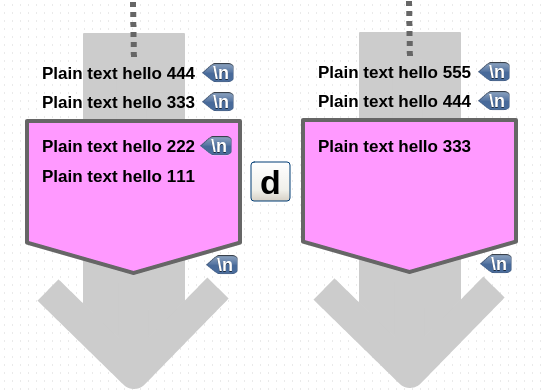 Plain text hello 444 \n
Plain text hello 333 \n
Plain text hello 222 \n
Plain text hello 111
\n
d
Plain text hello 555 \n
Plain text hello 444 \n
Plain text hello 333
\n